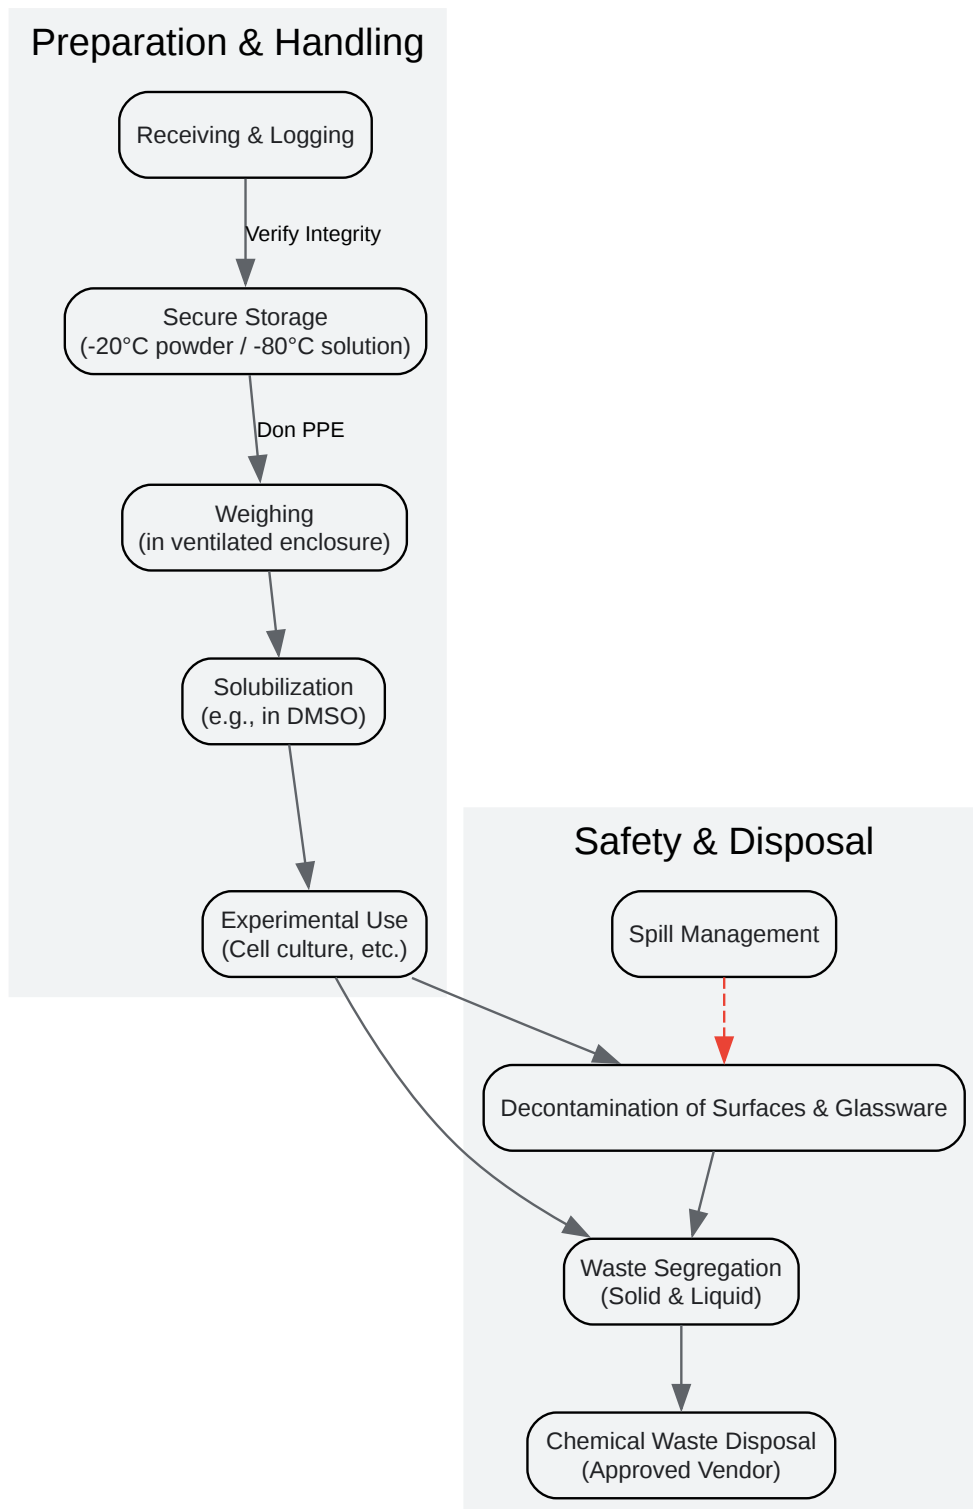 Preparation & Handling
Receiving & Logging
Verify Integrity
Secure Storage
(-20°C powder / -80°C solution)
Don PPE
Weighing
(in ventilated enclosure)
Solubilization
(e.g., in DMSO)
Experimental Use
(Cell culture, etc.)
Safety & Disposal
Spill Management
Decontamination of Surfaces & Glassware
Waste Segregation
(Solid & Liquid)
Chemical Waste Disposal
(Approved Vendor)